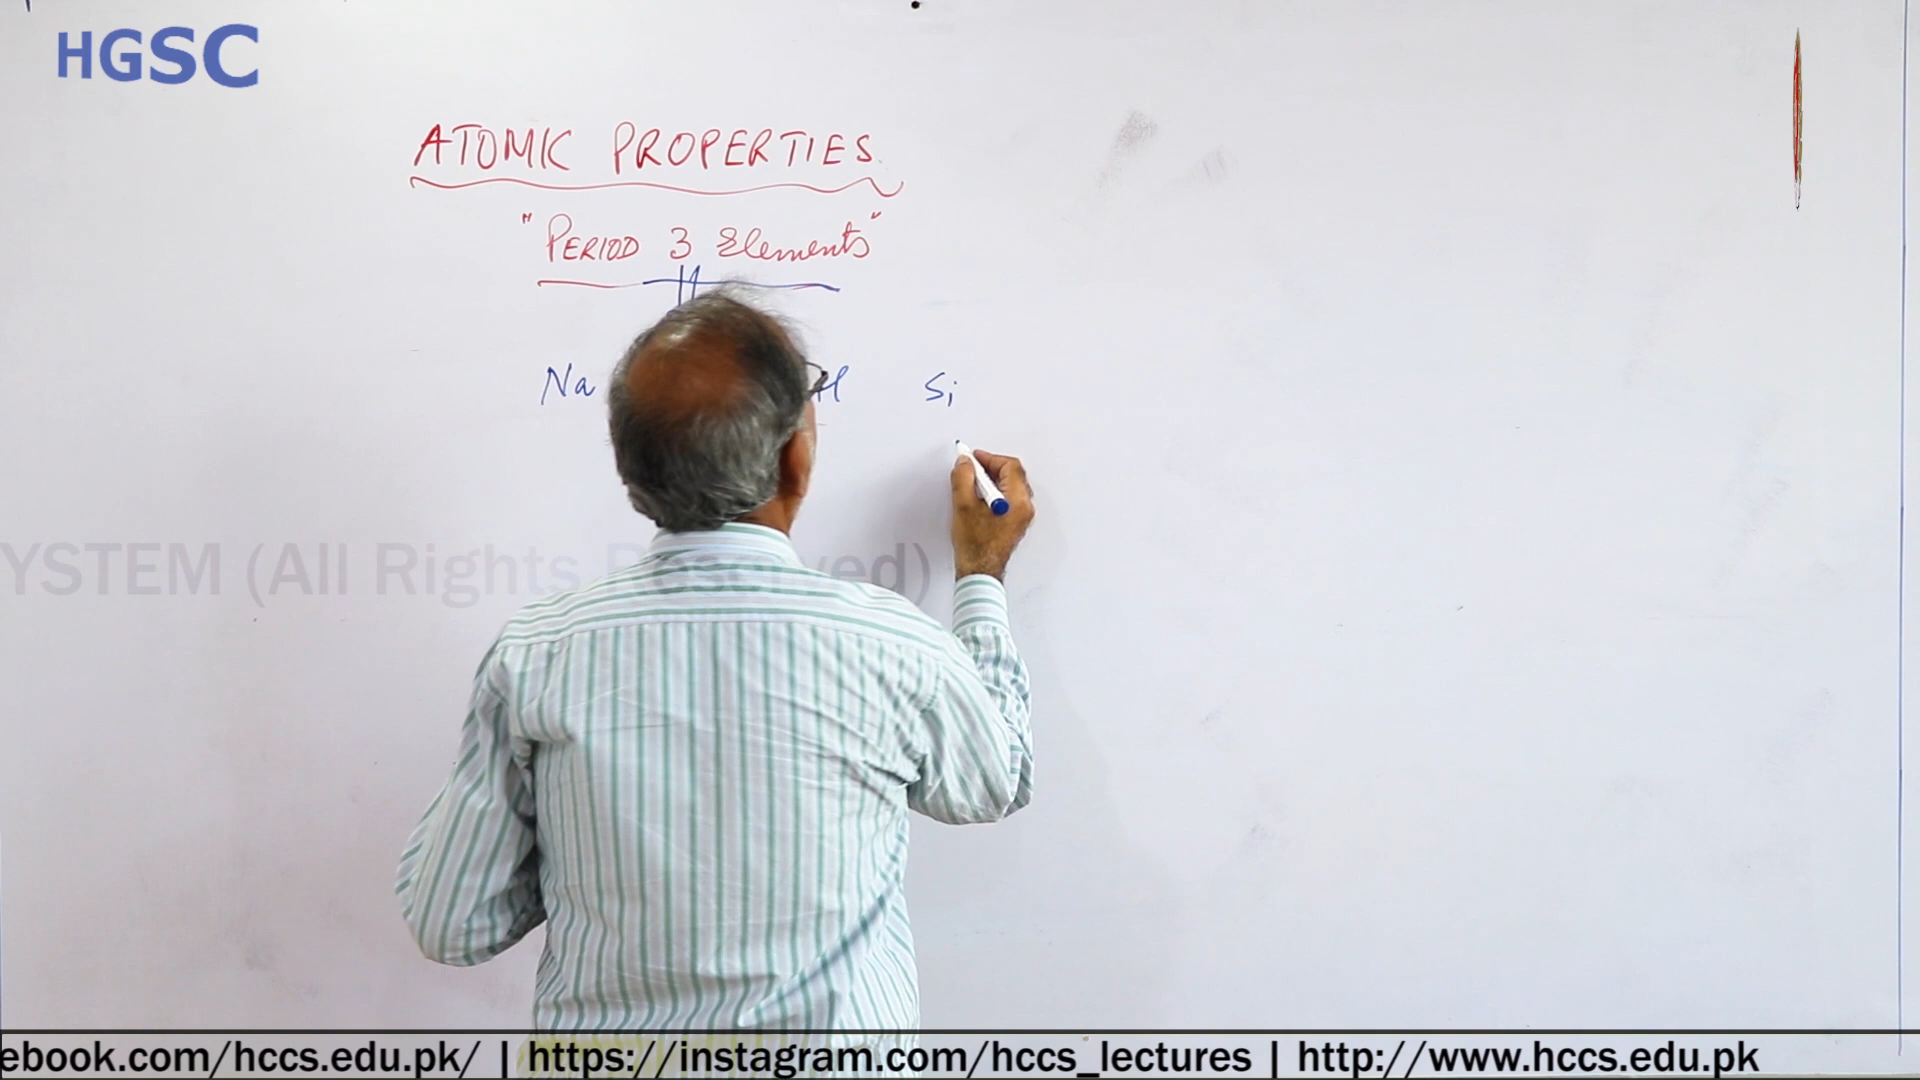 HGSC
ATOMIC PROPERTIES
"PERIOD 3 Elements"
Na Si
YSTEM (All Rights Reserved)
ebook.com/hccs.edu.pk/ | https://instagram.com/hccs_lectures | http://www.hccs.edu.pk